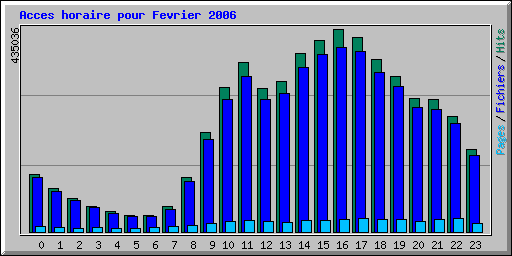 Acces horaire pour Fevrier 2006
435036
Pages / Fichiers / Hits
0 1 2 3 4 5 6 7 8 9 10 11 12 13 14 15 16 17 18 19 20 21 22 23